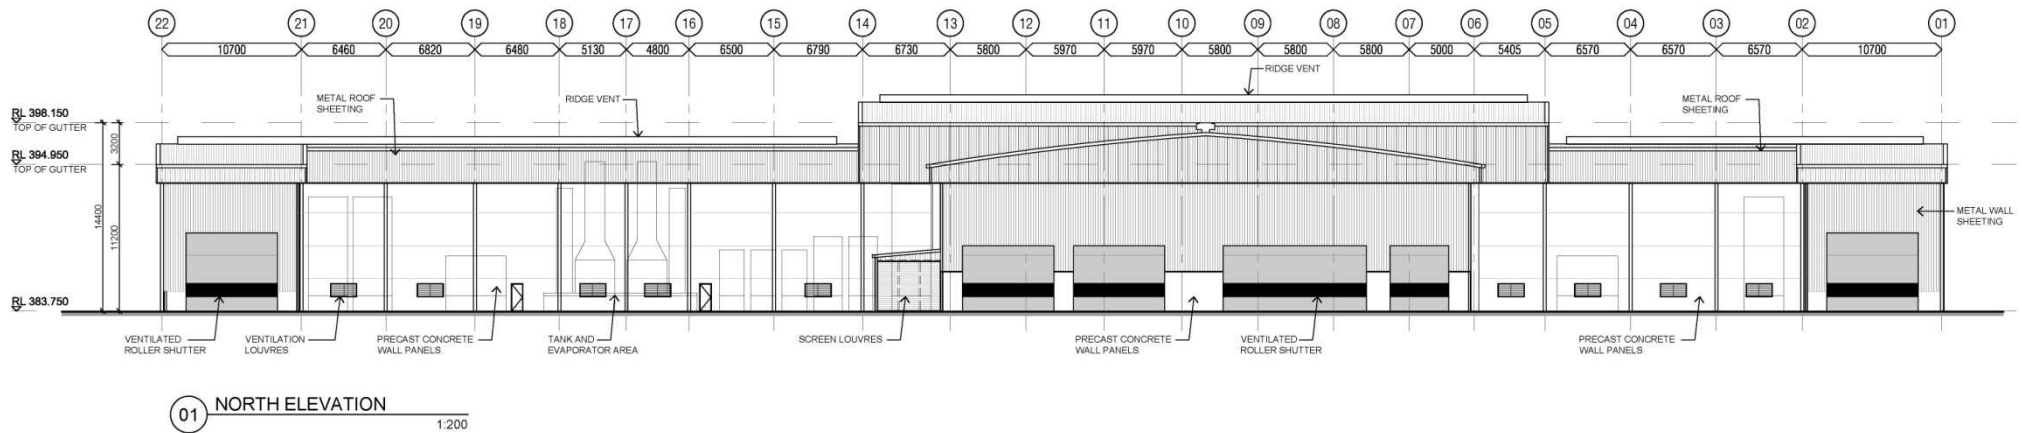 22 21 20 19 18 17 16 15 14 13 12 11 10 09 08 07 06 05 04 03 02 01
10700 6460 6820 6480 5130 4800 6500 6790 6730 5800 5970 5970 5800 5800 5800 5000 5405 6570 6570 6570 10700
RIDGE VENT
METAL ROOF
SHEETING
RIDGE VENT
METAL ROOF
SHEETING
RL 398.150
TOP OF GUTTER
3200
RL 394.950
TOP OF GUTTER
14400
11200
METAL WALL
SHEETING
RL 383.750
VENTILATED
ROLLER SHUTTER
VENTILATION
LOUVRES
PRECAST CONCRETE
WALL PANELS
TANK AND
EVAPORATOR AREA
SCREEN LOUVRES
PRECAST CONCRETE
WALL PANELS
VENTILATED
ROLLER SHUTTER
PRECAST CONCRETE
WALL PANELS
01 NORTH ELEVATION
1:200